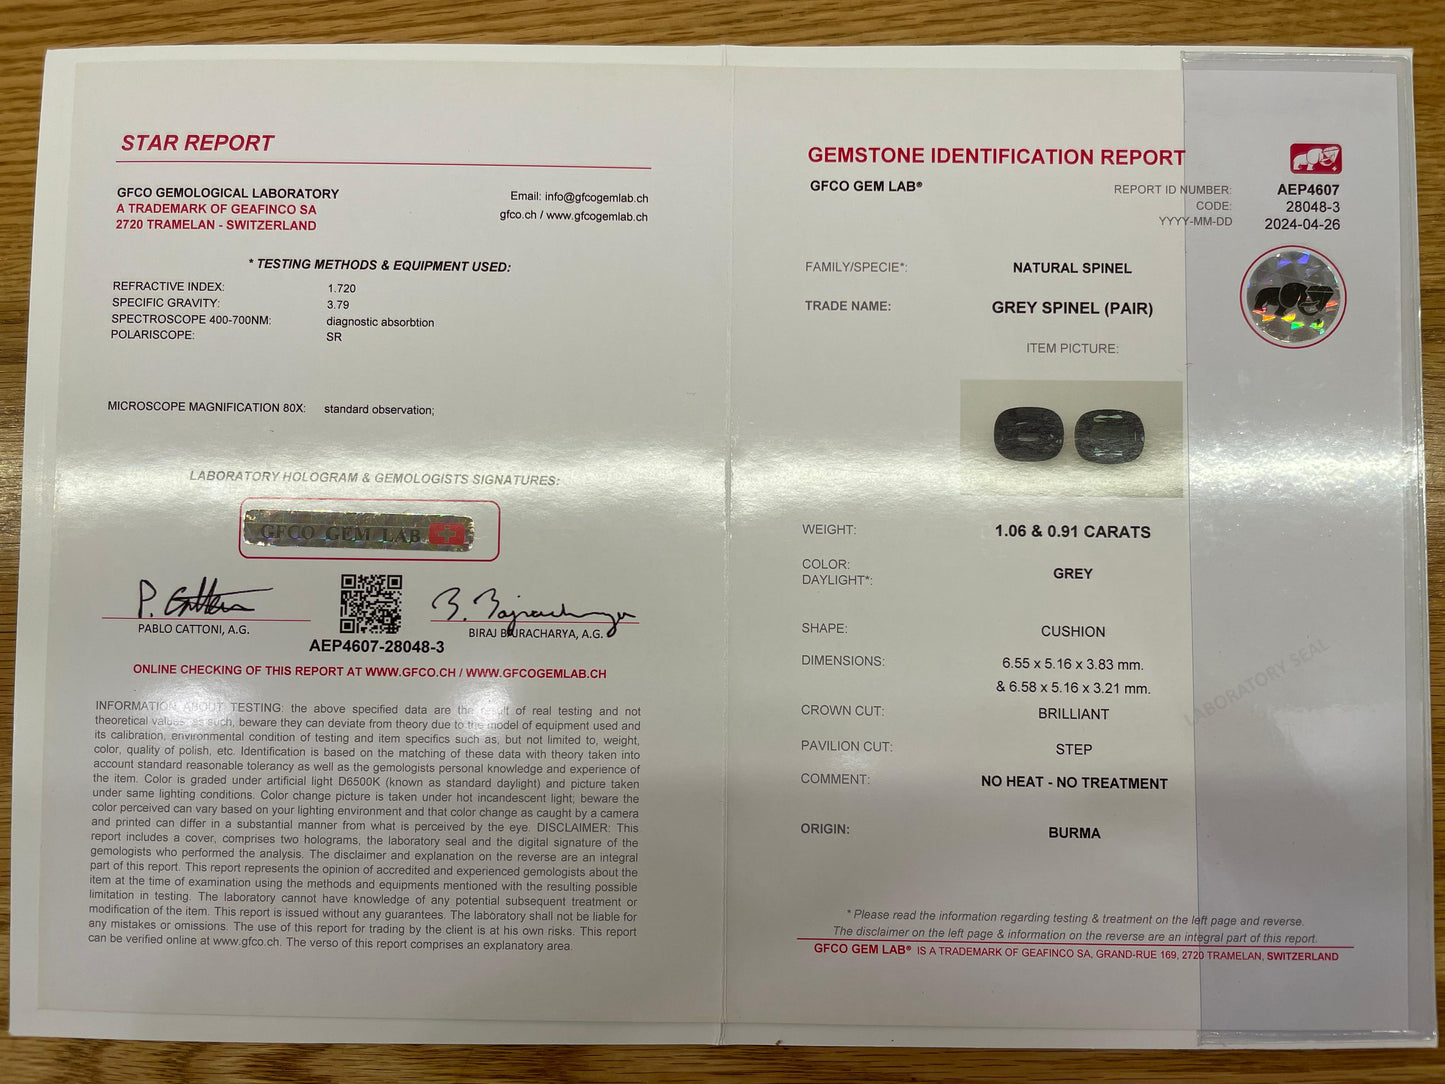 STAR REPORT
GFCO GEMOLOGICAL LABORATORY
A TRADEMARK OF GEAFINCO SA
2720 TRAMELAN - SWITZERLAND
Email: info@gfcogemlab.ch
gfco.ch / www.gfcogemlab.ch
* TESTING METHODS & EQUIPMENT USED:
REFRACTIVE INDEX: 1.720
SPECIFIC GRAVITY: 3.79
SPECTROSCOPE 400-700NM: diagnostic absorbtion
POLARISCOPE: SR
MICROSCOPE MAGNIFICATION 80X: standard observation;
LABORATORY HOLOGRAM & GEMOLOGISTS SIGNATURES:
GFCO GEM LAB
P. Cattoni
B. Bajracharya
PABLO CATTONI, A.G.
BIRAJ BAJRACHARYA, A.G.
AEP4607-28048-3
ONLINE CHECKING OF THIS REPORT AT WWW.GFCO.CH / WWW.GFCOGEMLAB.CH
INFORMATION ABOUT TESTING: the above specified data are the result of real testing and not
theoretical values, as such, beware they can deviate from theory due to the model of equipment used and
its calibration, environmental condition of testing and item specifics such as, but not limited to, weight,
color, quality of polish, etc. Identification is based on the matching of these data with theory taken into
account standard reasonable tolerancy as well as the gemologists personal knowledge and experience of
the item. Color is graded under artificial light D6500K (known as standard daylight) and picture taken
under same lighting conditions. Color change picture is taken under hot incandescent light; beware the
color perceived can vary based on your lighting environment and that color change as caught by a camera
and printed can differ in a substantial manner from what is perceived by the eye. DISCLAIMER: This
report includes a cover, comprises two holograms, the laboratory seal and the digital signature of the
gemologists who performed the analysis. The disclaimer and explanation on the reverse are an integral
part of this report. This report represents the opinion of accredited and experienced gemologists about the
item at the time of examination using the methods and equipments mentioned with the resulting possible
limitation in testing. The laboratory cannot have knowledge of any potential subsequent treatment or
modification of the item. This report is issued without any guarantees. The laboratory shall not be liable for
any mistakes or omissions. The use of this report for trading by the client is at his own risks. This report
can be verified online at www.gfco.ch. The verso of this report comprises an explanatory area.
GEMSTONE IDENTIFICATION REPORT
GFCO GEM LAB®
REPORT ID NUMBER: AEP4607
CODE: 28048-3
YYYY-MM-DD 2024-04-26
FAMILY/SPECIE*: NATURAL SPINEL
TRADE NAME: GREY SPINEL (PAIR)
ITEM PICTURE:
WEIGHT: 1.06 & 0.91 CARATS
COLOR:
DAYLIGHT*: GREY
SHAPE: CUSHION
DIMENSIONS: 6.55 x 5.16 x 3.83 mm.
& 6.58 x 5.16 x 3.21 mm.
CROWN CUT: BRILLIANT
PAVILION CUT: STEP
COMMENT: NO HEAT - NO TREATMENT
ORIGIN: BURMA
LABORATORY SEAL
* Please read the information regarding testing & treatment on the left page and reverse.
The disclaimer on the left page & information on the reverse are an integral part of this report.
GFCO GEM LAB® IS A TRADEMARK OF GEAFINCO SA, GRAND-RUE 169, 2720 TRAMELAN, SWITZERLAND